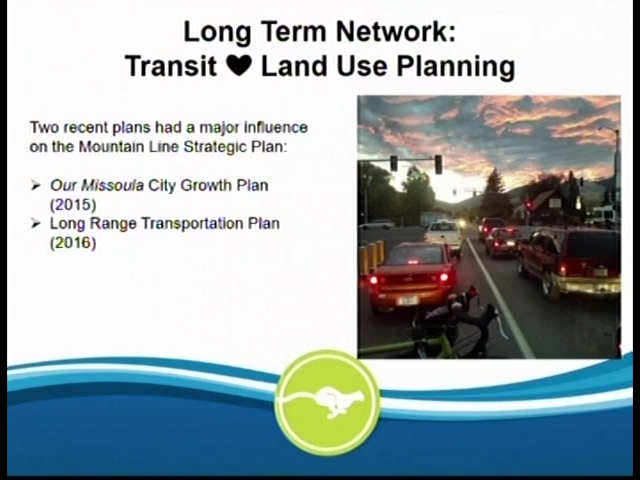 Long Term Network:
Transit ♥ Land Use Planning
Two recent plans had a major influence
on the Mountain Line Strategic Plan:
➢ Our Missoula City Growth Plan
(2015)
➢ Long Range Transportation Plan
(2016)